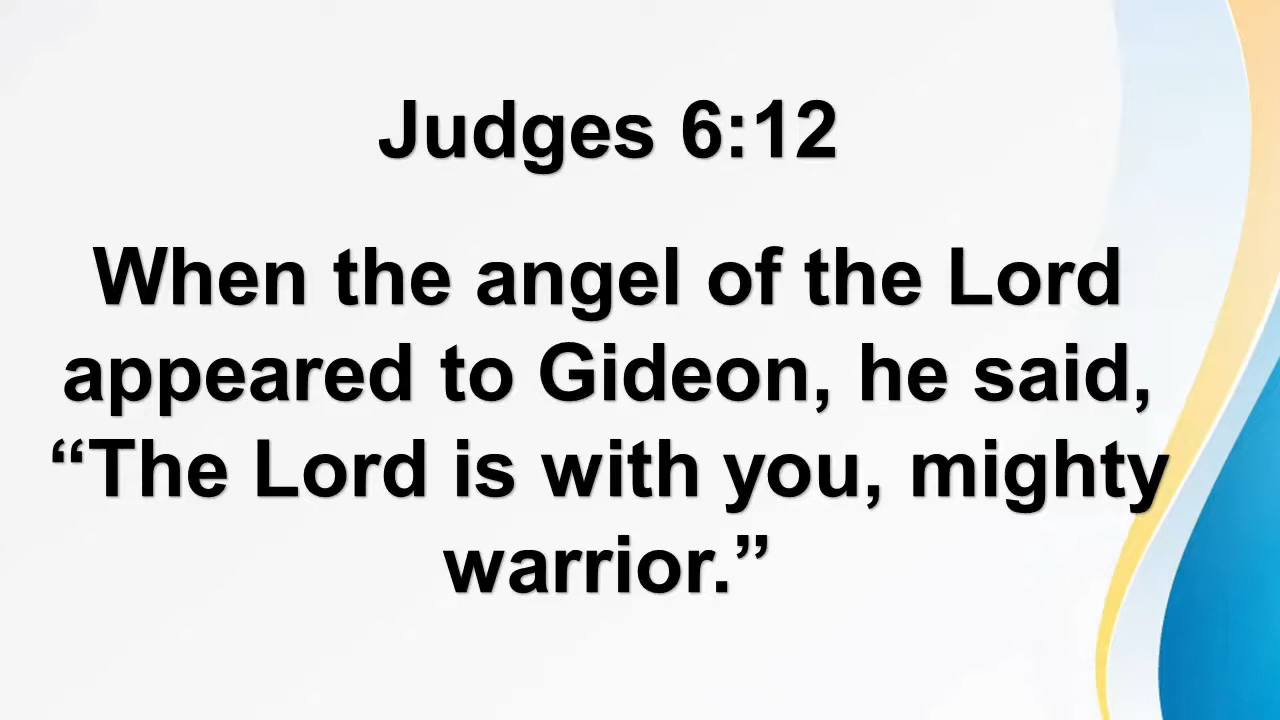 Judges 6:12
When the angel of the Lord
appeared to Gideon, he said,
“The Lord is with you, mighty
warrior.”